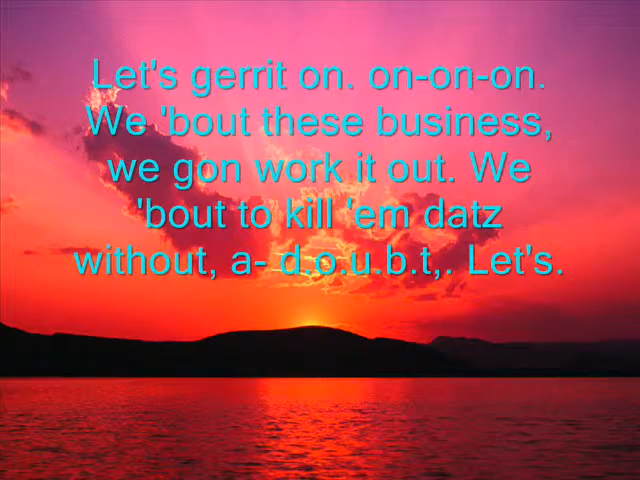 Let's gerrit on. on-on-on.
We 'bout these business,
we gon work it out. We
'bout to kill 'em datz
without, a- d.o.u.b.t,. Let's.